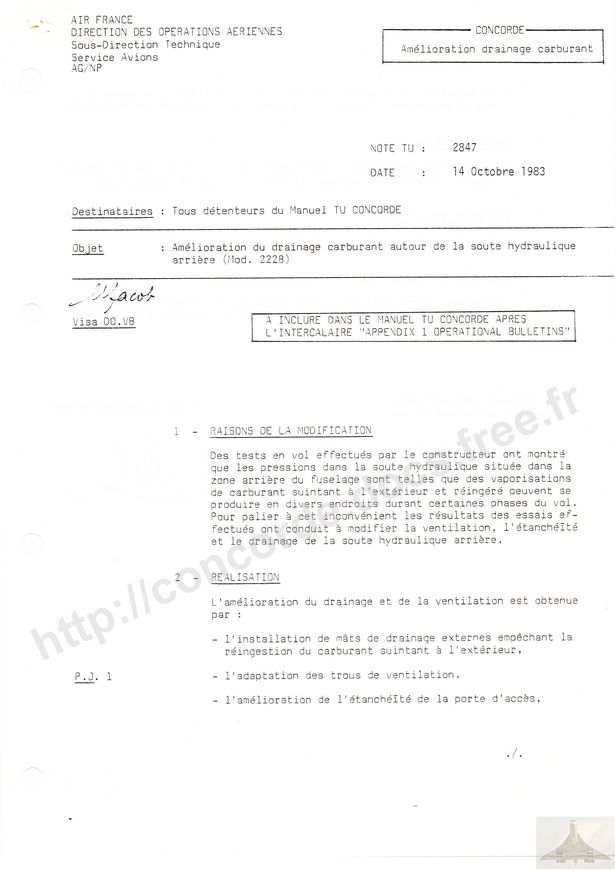 AIR FRANCE
DIRECTION DES OPERATIONS AERIENNES
Sous-Direction Technique
Service Avions
AG/NP
CONCORDE
Amélioration drainage carburant
NOTE TU : 2847
DATE : 14 Octobre 1983
Destinataires : Tous détenteurs du Manuel TU CONCORDE
Objet : Amélioration du drainage carburant autour de la soute hydraulique
arrière (Mod. 2228)
Jacob
Visa DO.VB
A INCLURE DANS LE MANUEL TU CONCORDE APRES
L'INTERCALAIRE "APPENDIX 1 OPERATIONAL BULLETINS"
1 - RAISONS DE LA MODIFICATION
Des tests en vol effectués par le constructeur ont montré
que les pressions dans la soute hydraulique située dans la
zone arrière du fuselage sont telles que des vaporisations
de carburant suintant à l'extérieur et réingéré peuvent se
produire en divers endroits durant certaines phases du vol.
Pour palier à cet inconvénient les résultats des essais ef-
fectués ont conduit à modifier la ventilation, l'étanchéïté
et le drainage de la soute hydraulique arrière.
2 - REALISATION
L'amélioration du drainage et de la ventilation est obtenue
par :
- l'installation de mâts de drainage externes empêchant la
réingestion du carburant suintant à l'extérieur,
P.J. 1 - l'adaptation des trous de ventilation,
- l'amélioration de l'étanchéïté de la porte d'accès,
./.
http://concorde-docs.free.fr